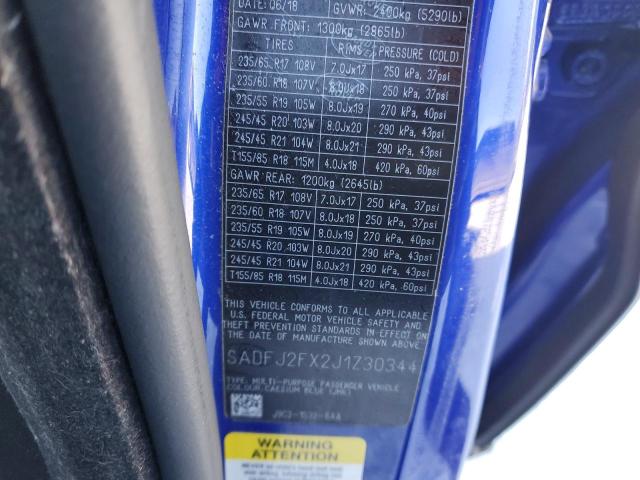 DATE: 06/18 GVWR: 2400kg (5290lb)
GAWR FRONT: 1300kg (2865lb)
TIRES RIMS PRESSURE (COLD)
235/65 R17 108V 7.0Jx17 250 kPa, 37psi
235/60 R18 107V 8.0Jx18 250 kPa, 37psi
235/55 R19 105W 8.0Jx19 270 kPa, 40psi
245/45 R20 103W 8.0Jx20 290 kPa, 43psi
245/45 R21 104W 8.0Jx21 290 kPa, 43psi
T155/85 R18 115M 4.0Jx18 420 kPa, 60psi
GAWR REAR: 1200kg (2645lb)
235/65 R17 108V 7.0Jx17 250 kPa, 37psi
235/60 R18 107V 8.0Jx18 250 kPa, 37psi
235/55 R19 105W 8.0Jx19 270 kPa, 40psi
245/45 R20 103W 8.0Jx20 290 kPa, 43psi
245/45 R21 104W 8.0Jx21 290 kPa, 43psi
T155/85 R18 115M 4.0Jx18 420 kPa, 60psi
THIS VEHICLE CONFORMS TO ALL APPLICABLE
U.S. FEDERAL MOTOR VEHICLE SAFETY AND
THEFT PREVENTION STANDARDS IN EFFECT ON
THE DATE OF MANUFACTURE SHOWN ABOVE.
SADFJ2FX2J1Z30344
TYPE: MULTI-PURPOSE PASSENGER VEHICLE
COLOUR: CAESIUM BLUE (JMK)
WARNING
ATTENTION